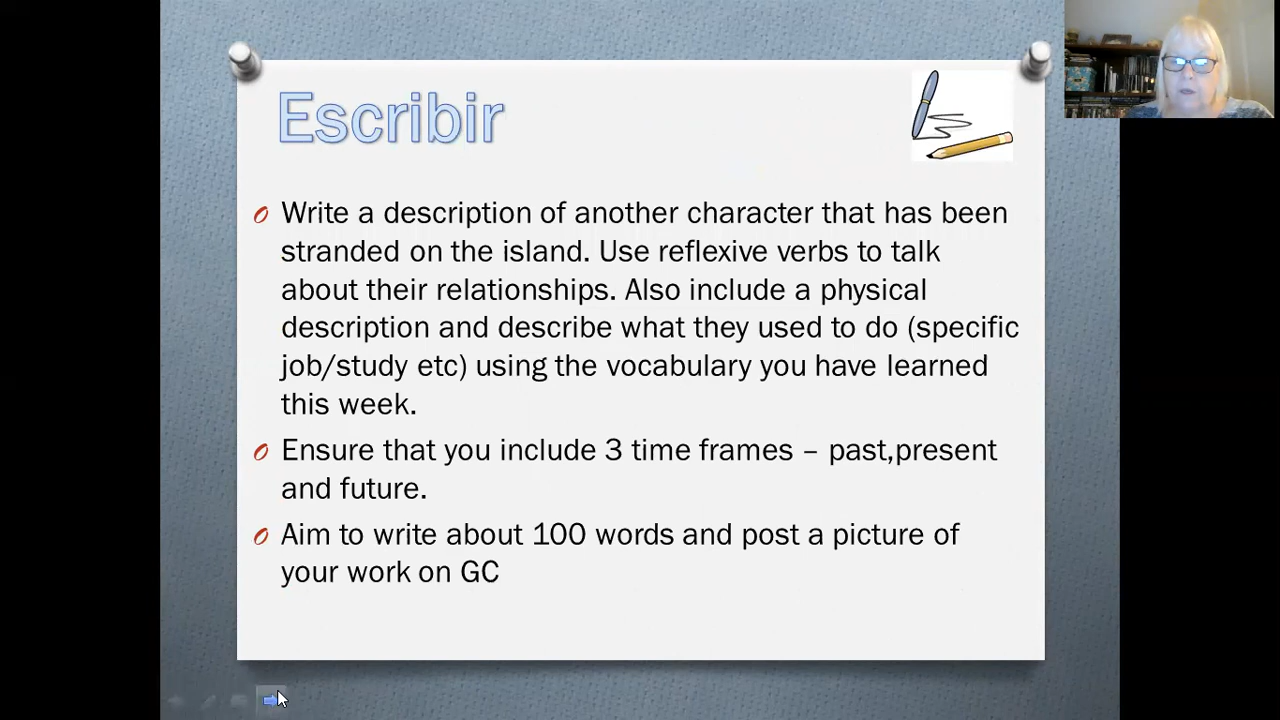 Escribir
Write a description of another character that has been
stranded on the island. Use reflexive verbs to talk
about their relationships. Also include a physical
description and describe what they used to do (specific
job/study etc) using the vocabulary you have learned
this week.
Ensure that you include 3 time frames – past,present
and future.
Aim to write about 100 words and post a picture of
your work on GC